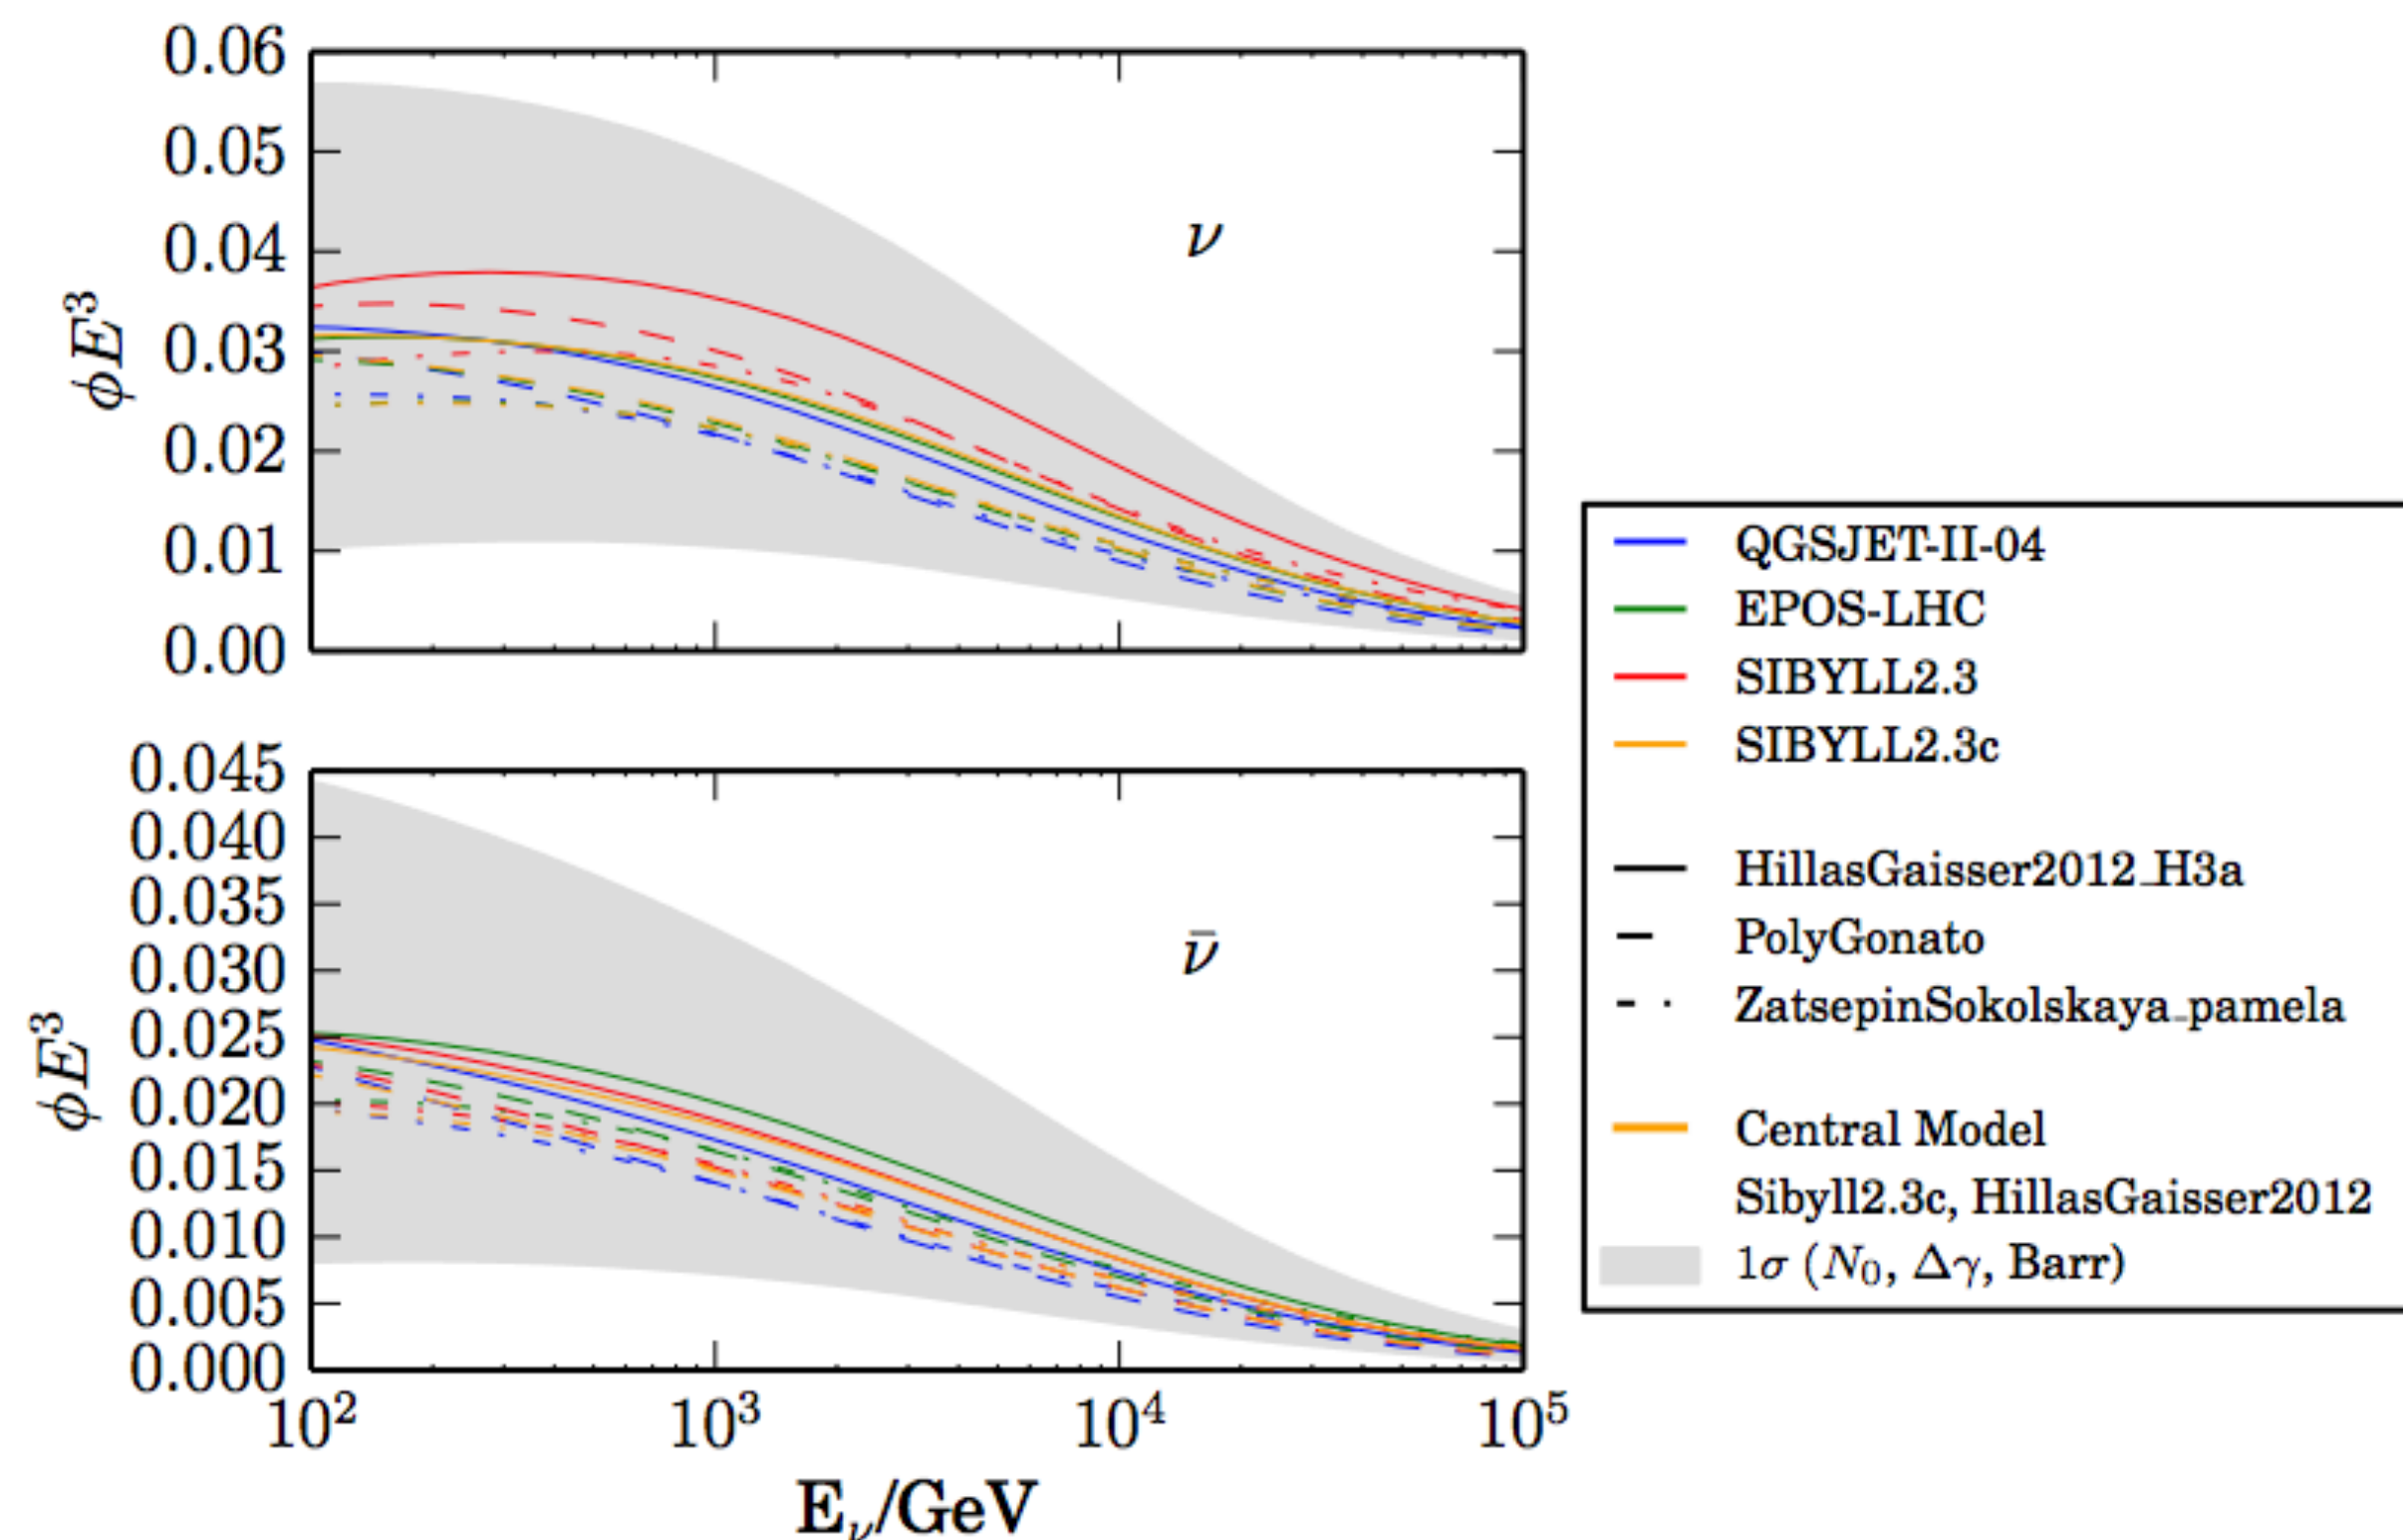 0.06
0.05
0.04
0.03
0.02
0.01
0.00
ϕE³
ν
0.045
0.040
0.035
0.030
0.025
0.020
0.015
0.010
0.005
0.000
ϕE³
ν̄
10² 10³ 10⁴ 10⁵
E_ν/GeV
QGSJET-II-04
EPOS-LHC
SIBYLL2.3
SIBYLL2.3c
HillasGaisser2012_H3a
PolyGonato
ZatsepinSokolskaya_pamela
Central Model
Sibyll2.3c, HillasGaisser2012
1σ (N₀, Δγ, Barr)